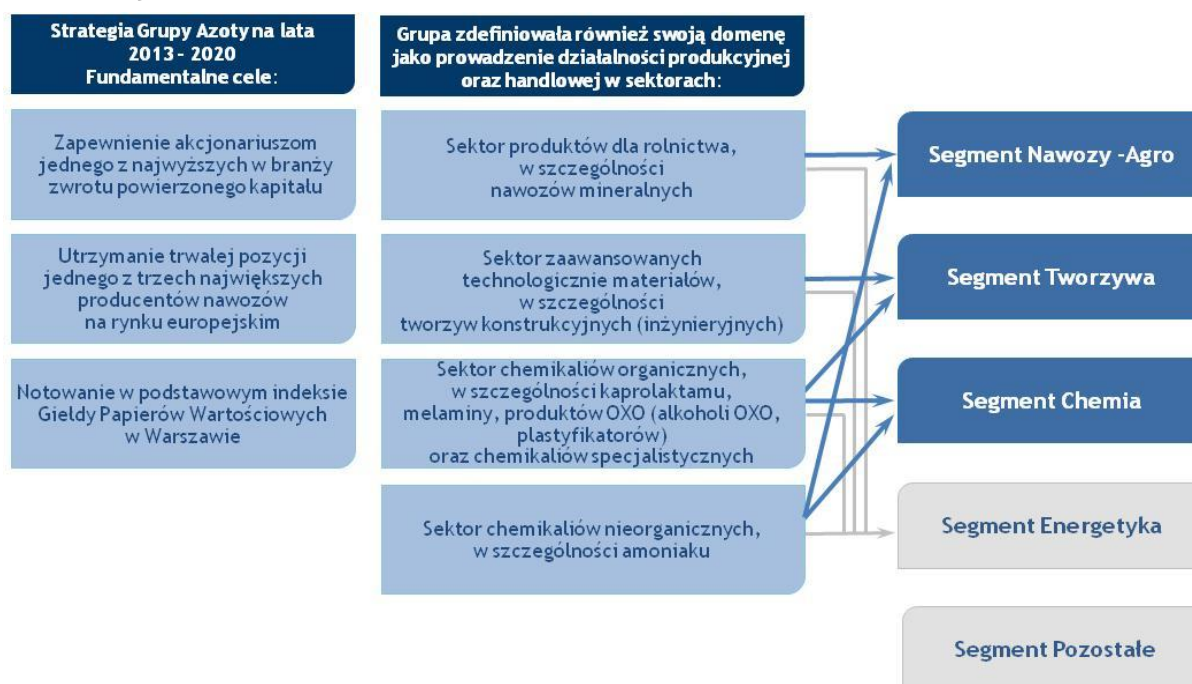 Strategia Grupy Azoty na lata
2013 - 2020
Fundamentalne cele:
Zapewnienie akcjonariuszom
jednego z najwyższych w branży
zwrotu powierzonego kapitału
Utrzymanie trwałej pozycji
jednego z trzech największych
producentów nawozów
na rynku europejskim
Notowanie w podstawowym indeksie
Giełdy Papierów Wartościowych
w Warszawie
Grupa zdefiniowała również swoją domenę
jako prowadzenie działalności produkcyjnej
oraz handlowej w sektorach:
Sektor produktów dla rolnictwa,
w szczególności
nawozów mineralnych
Sektor zaawansowanych
technologicznie materiałów,
w szczególności
tworzyw konstrukcyjnych (inżynieryjnych)
Sektor chemikaliów organicznych,
w szczególności kaprolaktamu,
melaminy, produktów OXO (alkoholi OXO,
plastyfikatorów)
oraz chemikaliów specjalistycznych
Sektor chemikaliów nieorganicznych,
w szczególności amoniaku
Segment Nawozy -Agro
Segment Tworzywa
Segment Chemia
Segment Energetyka
Segment Pozostałe